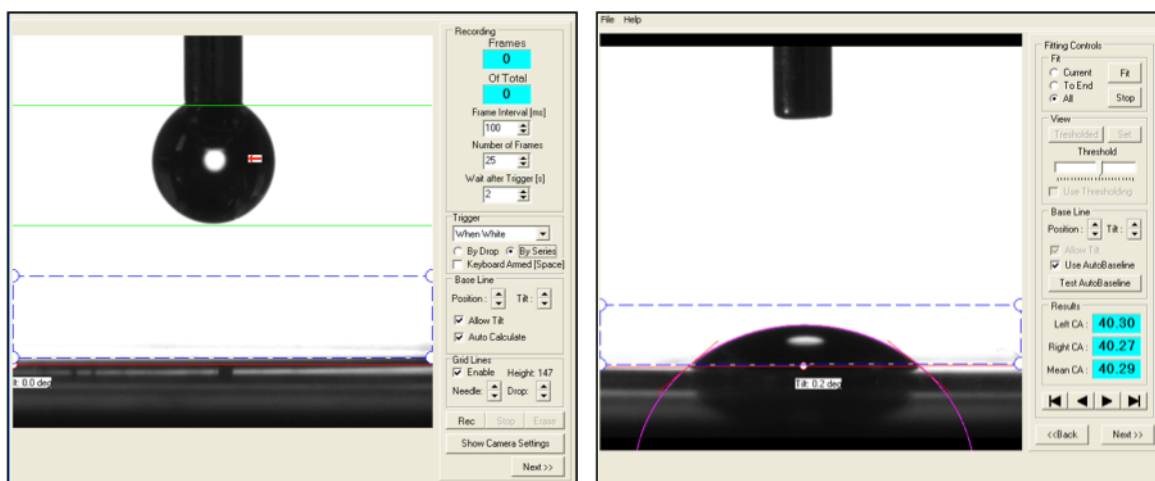 Recording
Frames
0
Of Total
0
Frame Interval [ms]
100
Number of Frames
25
Wait after Trigger [s]
2
Trigger
When White
By Drop
By Series
Keyboard Armed [Space]
Base Line
Position :
Tilt :
Allow Tilt
Auto Calculate
Grid Lines
Enable
Height: 147
Needle:
Drop:
Rec
Stop
Erase
Show Camera Settings
Next >>
lt: 0.0 deg
File
Help
Fitting Controls
Fit
Current
To End
All
Fit
Stop
View
Tresholded
Set
Threshold
Use Thresholding
Base Line
Position :
Tilt :
Allow Tilt
Use AutoBaseline
Test AutoBaseline
Results
Left CA :
40.30
Right CA :
40.27
Mean CA :
40.29
<<Back
Next >>
Tilt: 0.2 deg